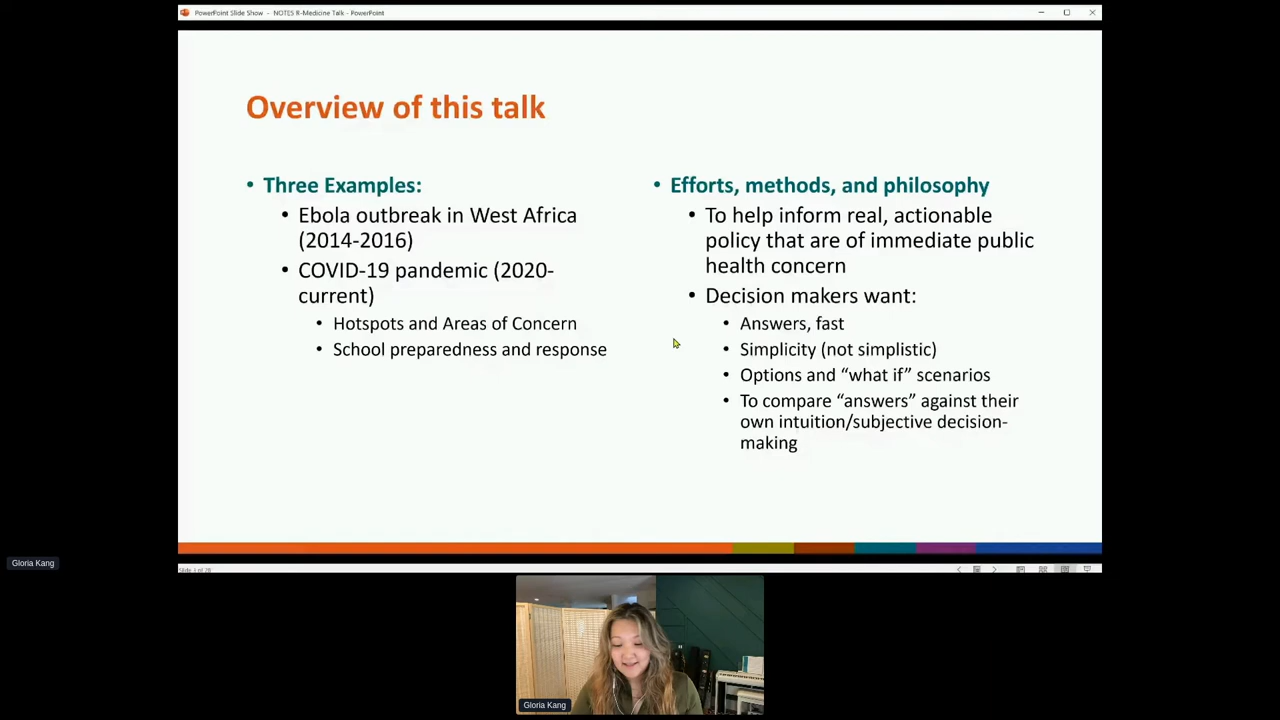 PowerPoint Slide Show - NOTES R-Medicine Talk - PowerPoint
Overview of this talk
• Three Examples:
• Ebola outbreak in West Africa
(2014-2016)
• COVID-19 pandemic (2020-
current)
• Hotspots and Areas of Concern
• School preparedness and response
• Efforts, methods, and philosophy
• To help inform real, actionable
policy that are of immediate public
health concern
• Decision makers want:
• Answers, fast
• Simplicity (not simplistic)
• Options and “what if” scenarios
• To compare “answers” against their
own intuition/subjective decision-
making
Gloria Kang
Gloria Kang